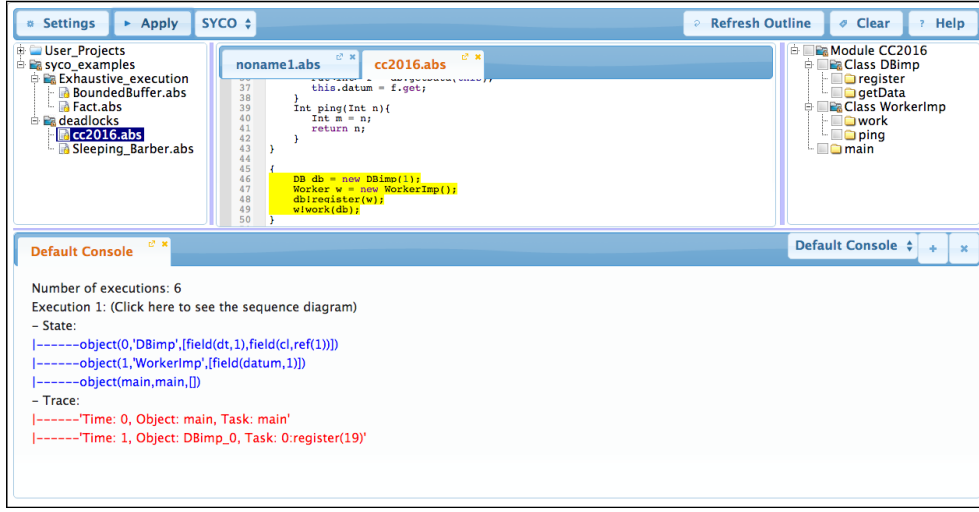 Settings Apply SYCO Refresh Outline Clear Help
User_Projects
syco_examples
Exhaustive_execution
BoundedBuffer.abs
Fact.abs
deadlocks
cc2016.abs
Sleeping_Barber.abs
noname1.abs cc2016.abs
37 this.datum = f.get;
38 }
39 Int ping(Int n){
40 Int m = n;
41 return n;
42 }
43 }
44
45 {
46 DB db = new DBimp(1);
47 Worker w = new WorkerImp();
48 db!register(w);
49 w!work(db);
50 }
Module CC2016
Class DBimp
register
getData
Class WorkerImp
work
ping
main
Default Console Default Console
Number of executions: 6
Execution 1: (Click here to see the sequence diagram)
– State:
|------object(0,'DBimp',[field(dt,1),field(cl,ref(1))])
|------object(1,'WorkerImp',[field(datum,1)])
|------object(main,main,[])
– Trace:
|------'Time: 0, Object: main, Task: main'
|------'Time: 1, Object: DBimp_0, Task: 0:register(19)'